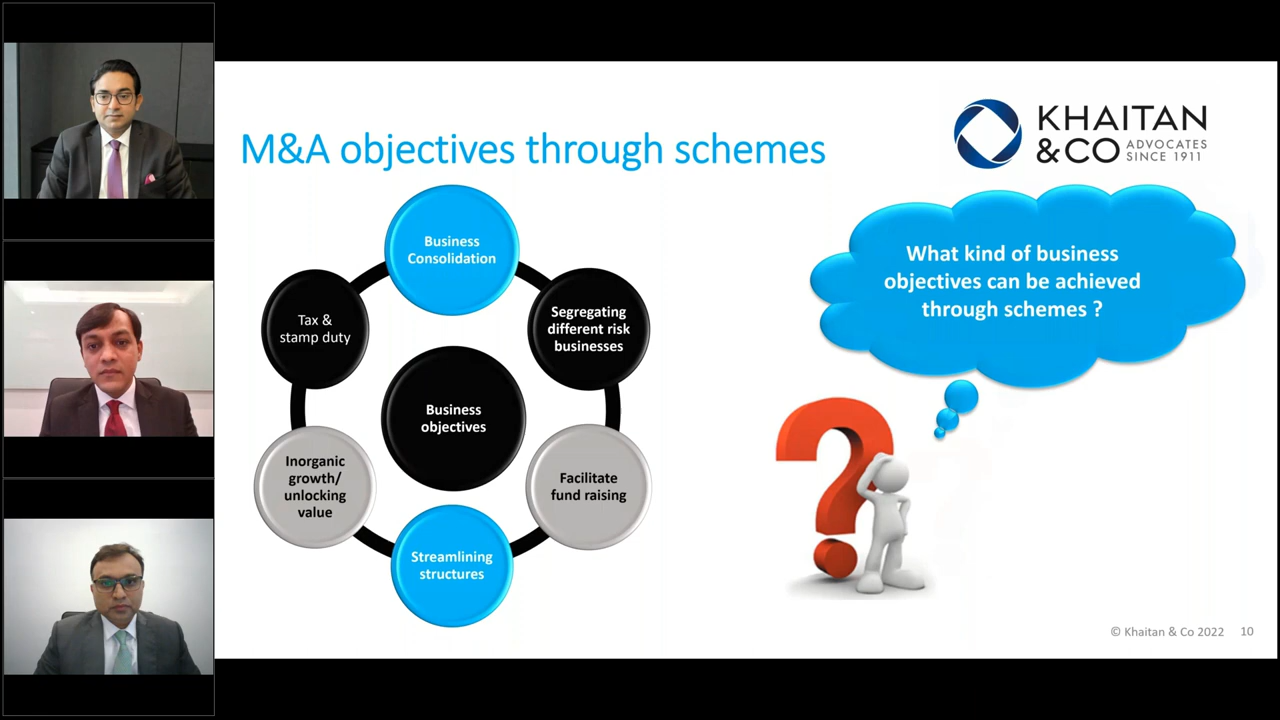 M&A objectives through schemes
KHAITAN
&CO ADVOCATES
SINCE 1911
Business
Consolidation
Segregating
different risk
businesses
Facilitate
fund raising
Streamlining
structures
Inorganic
growth/
unlocking
value
Tax &
stamp duty
Business
objectives
What kind of business
objectives can be achieved
through schemes ?
© Khaitan & Co 2022 10